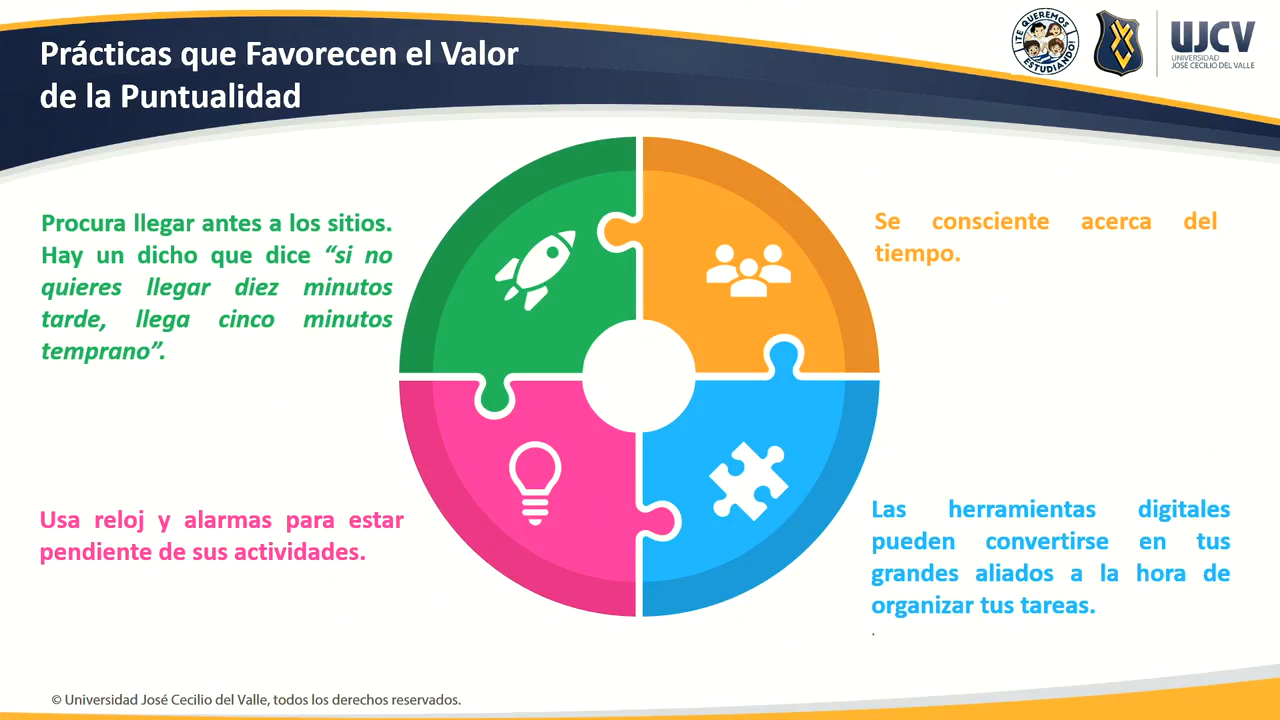 Prácticas que Favorecen el Valor
de la Puntualidad
¡TE QUEREMOS
ESTUDIANDO!
UJCV
UNIVERSIDAD
JOSÉ CECILIO DEL VALLE
Procura llegar antes a los sitios.
Hay un dicho que dice “si no
quieres llegar diez minutos
tarde, llega cinco minutos
temprano”.
Se consciente acerca del
tiempo.
Usa reloj y alarmas para estar
pendiente de sus actividades.
Las herramientas digitales
pueden convertirse en tus
grandes aliados a la hora de
organizar tus tareas.
.
© Universidad José Cecilio del Valle, todos los derechos reservados.